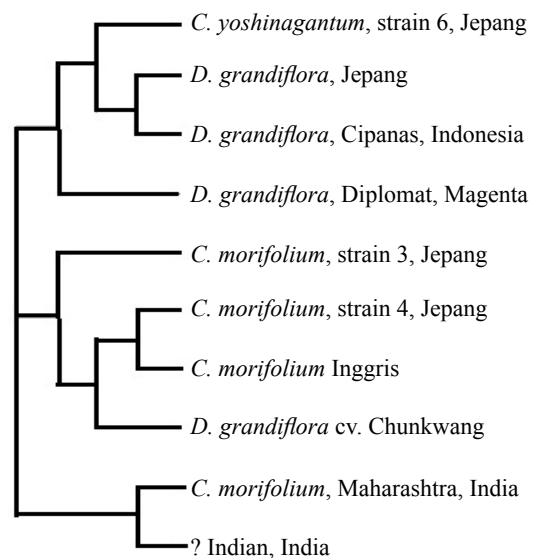 C. yoshinagantum, strain 6, Jepang
D. grandiflora, Jepang
D. grandiflora, Cipanas, Indonesia
D. grandiflora, Diplomat, Magenta
C. morifolium, strain 3, Jepang
C. morifolium, strain 4, Jepang
C. morifolium Inggris
D. grandiflora cv. Chunkwang
C. morifolium, Maharashtra, India
? Indian, India